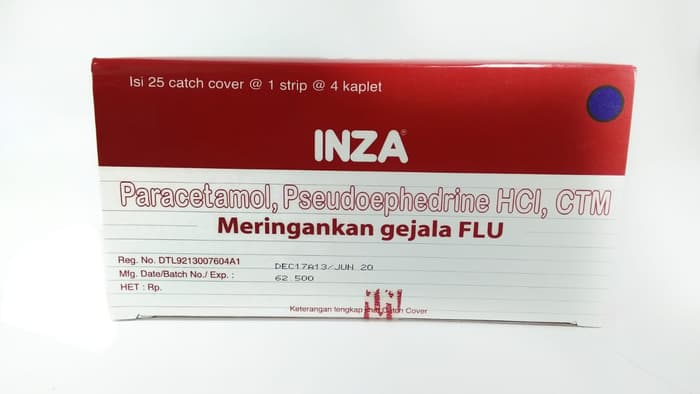 Isi 25 catch cover @ 1 strip @ 4 kaplet
INZA®
Paracetamol, Pseudoephedrine HCl, CTM
Meringankan gejala FLU
Reg. No. DTL9213007604A1
Mfg. Date/Batch No./ Exp. : DEC17A13/JUN 20
HET : Rp. 62.500
Keterangan lengkap Catch Cover